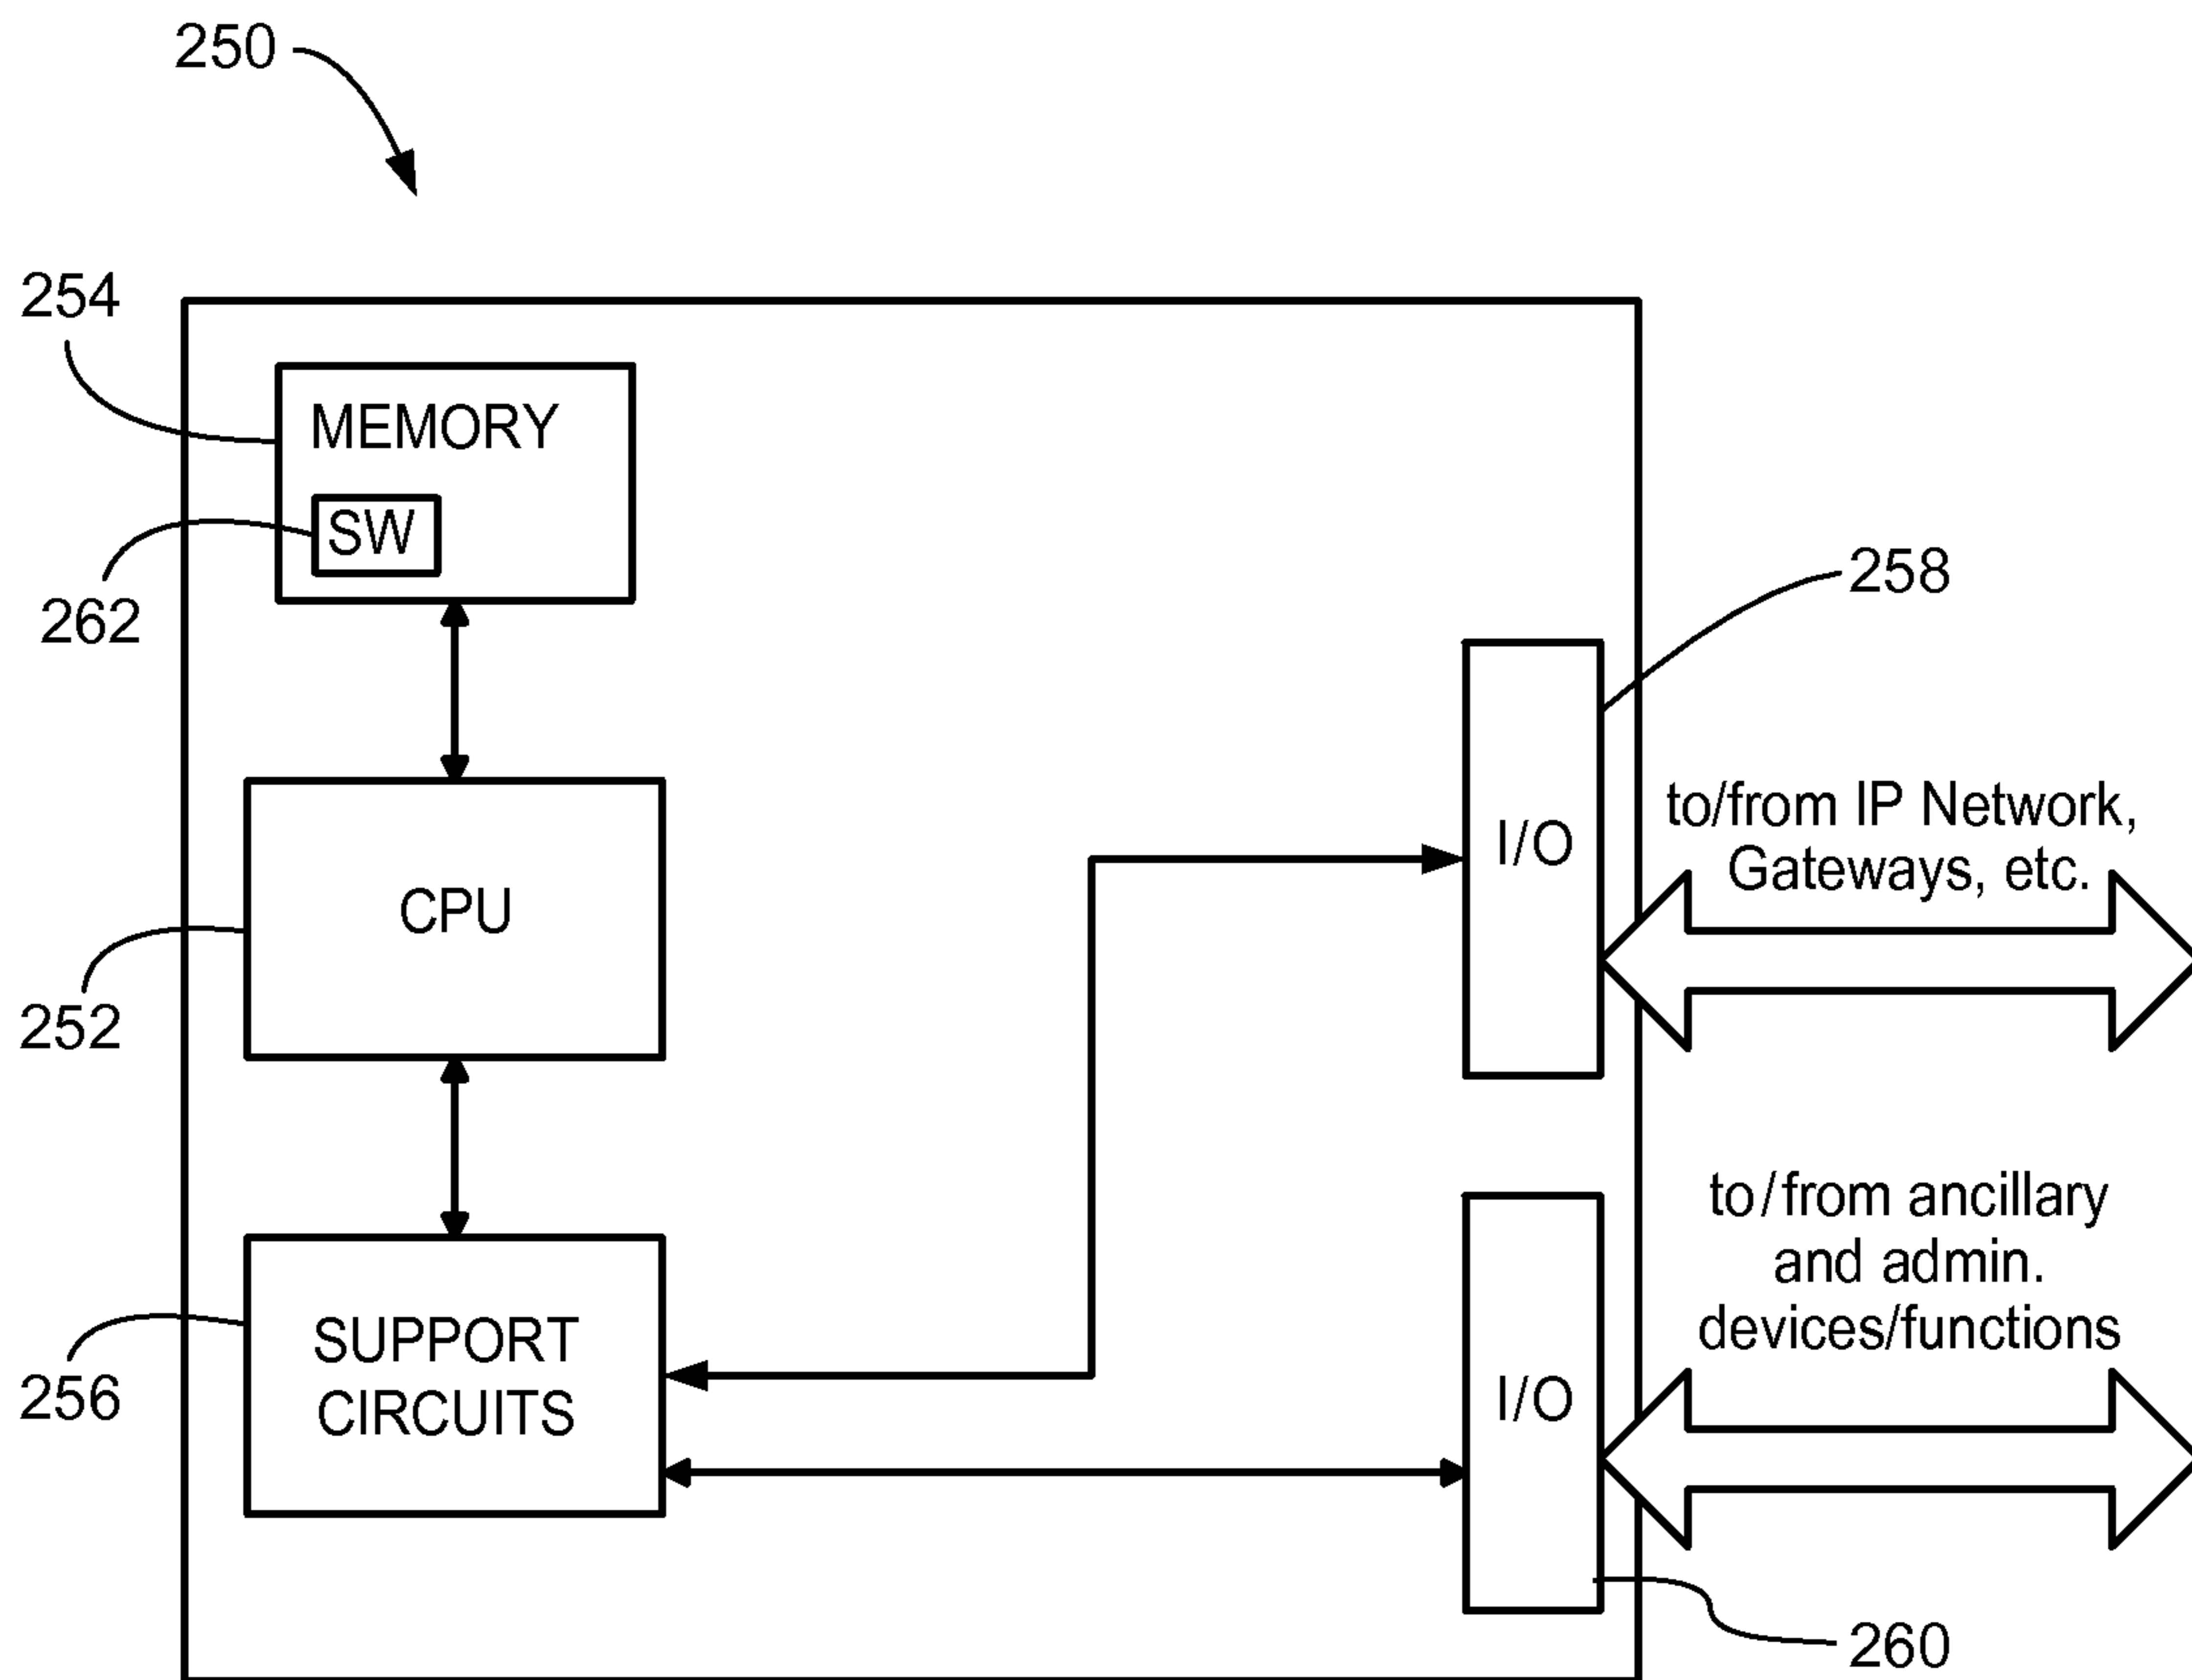 250
254
MEMORY
SW
262
258
to/from IP Network,
Gateways, etc.
I/O
CPU
252
to/from ancillary
and admin.
devices/functions
I/O
SUPPORT
CIRCUITS
256
260